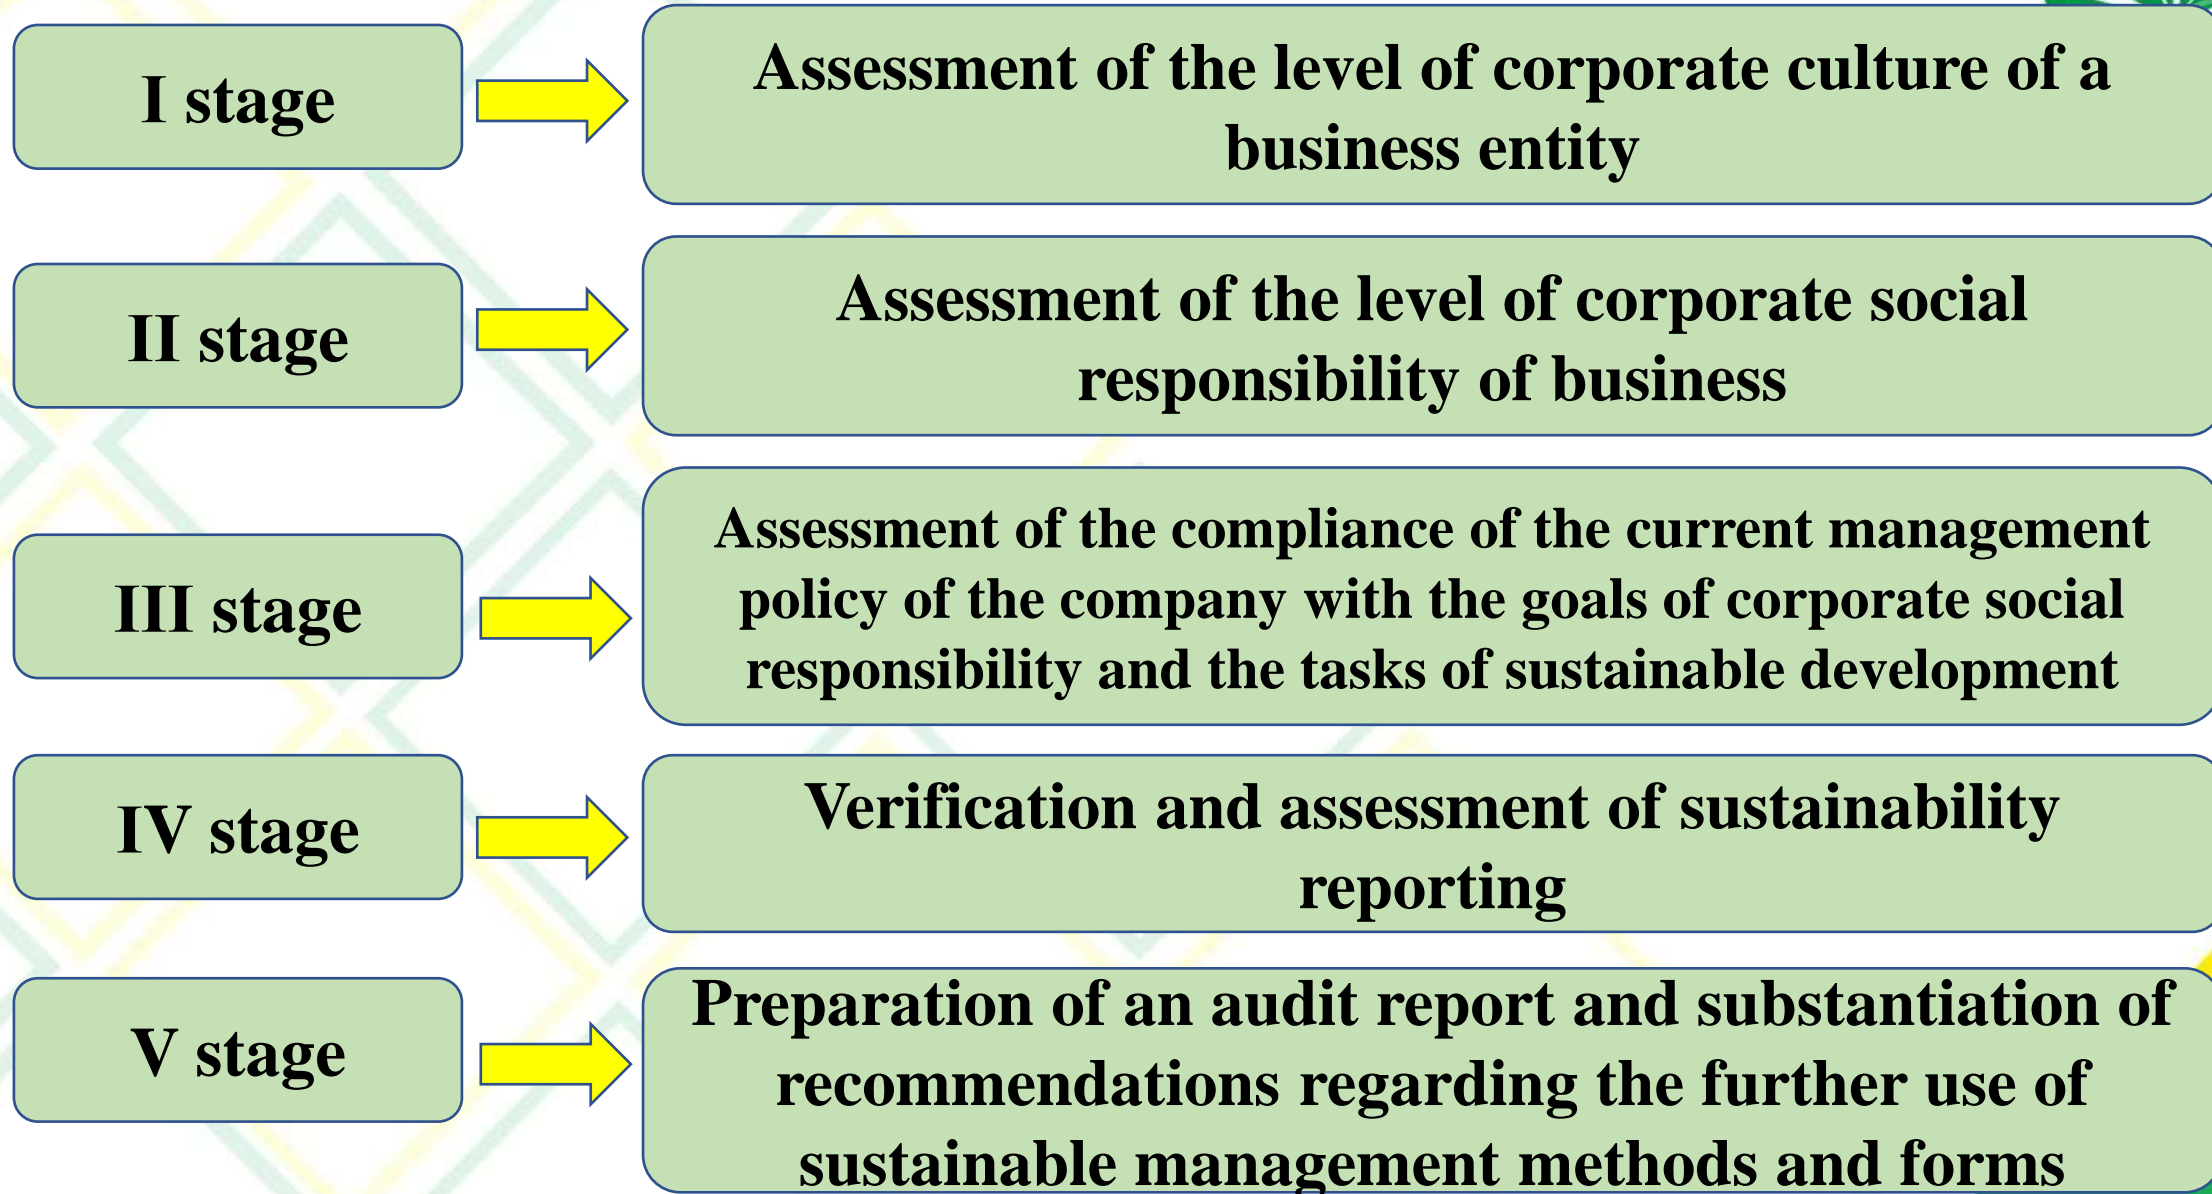 I stage
Assessment of the level of corporate culture of a
business entity
II stage
Assessment of the level of corporate social
responsibility of business
III stage
Assessment of the compliance of the current management
policy of the company with the goals of corporate social
responsibility and the tasks of sustainable development
IV stage
Verification and assessment of sustainability
reporting
V stage
Preparation of an audit report and substantiation of
recommendations regarding the further use of
sustainable management methods and forms